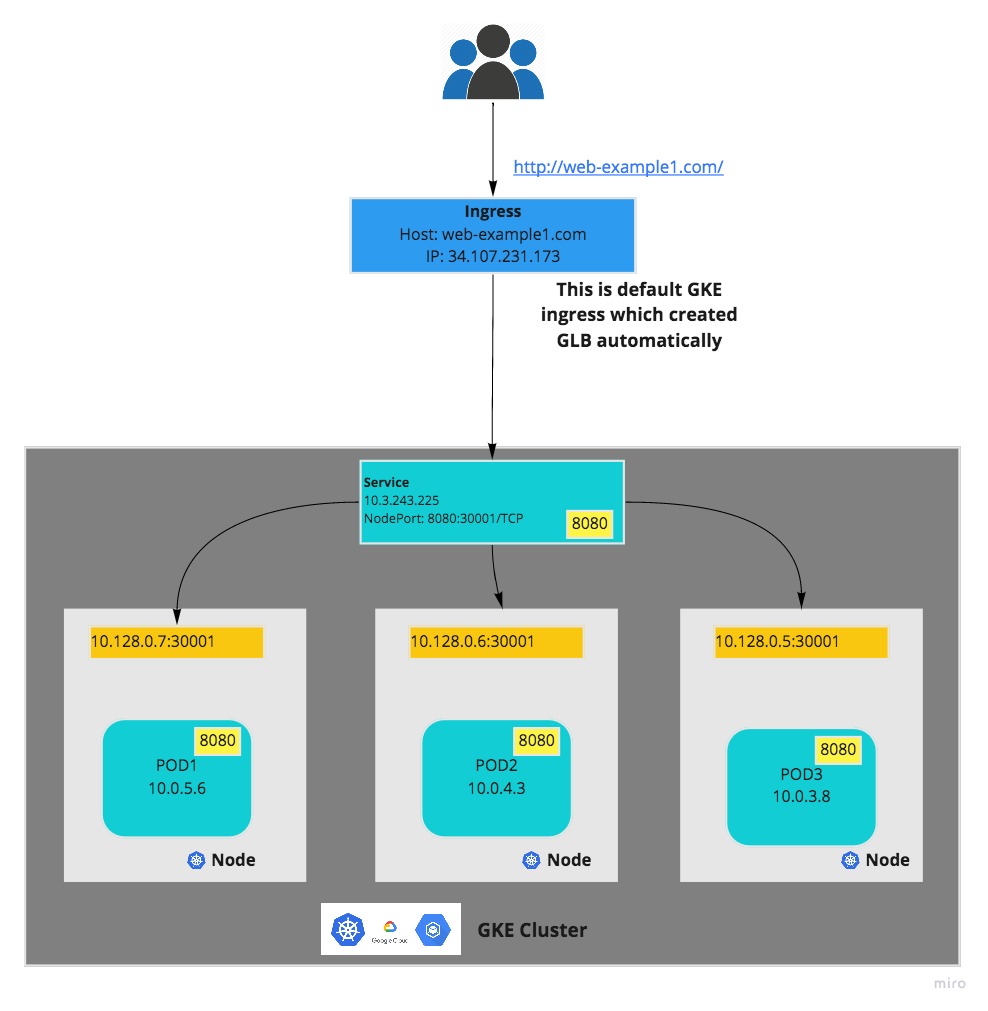 http://web-example1.com/
Ingress
Host: web-example1.com
IP: 34.107.231.173
This is default GKE
ingress which created
GLB automatically
Service
10.3.243.225
NodePort: 8080:30001/TCP
8080
10.128.0.7:30001
10.128.0.6:30001
10.128.0.5:30001
8080
POD1
10.0.5.6
8080
POD2
10.0.4.3
8080
POD3
10.0.3.8
Node
Node
Node
Google Cloud
GKE Cluster
miro